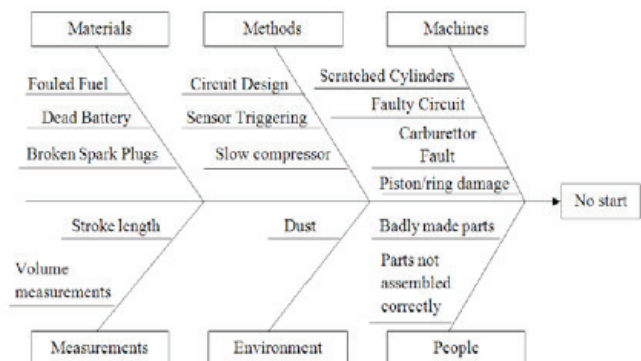 Materials
Methods
Machines
Fouled Fuel
Dead Battery
Broken Spark Plugs
Circuit Design
Sensor Triggering
Slow compressor
Scratched Cylinders
Faulty Circuit
Carburettor
Fault
Piston/ring damage
No start
Stroke length
Volume
measurements
Dust
Badly made parts
Parts not
assembled
correctly
Measurements
Environment
People